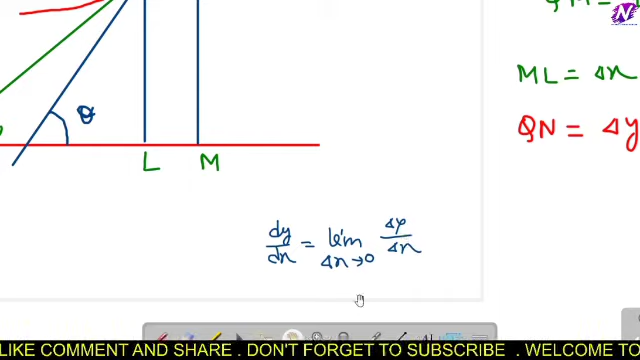 QM =
ML = Δx
QN = Δy
θ
L M
dy/dx = lim Δx→0 Δy/Δx
LIKE COMMENT AND SHARE . DON'T FORGET TO SUBSCRIBE . WELCOME TO